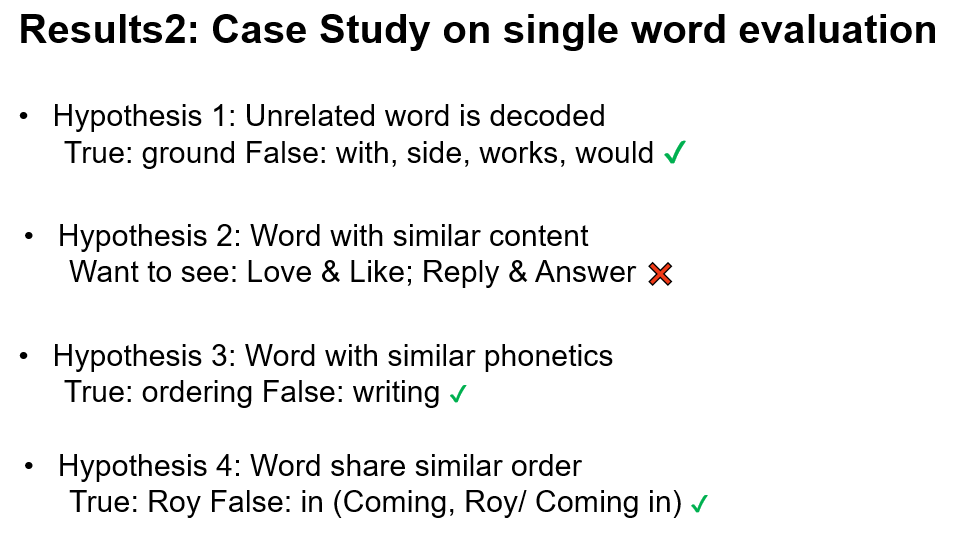 Results2: Case Study on single word evaluation
• Hypothesis 1: Unrelated word is decoded
True: ground False: with, side, works, would ✓
• Hypothesis 2: Word with similar content
Want to see: Love & Like; Reply & Answer ❌
• Hypothesis 3: Word with similar phonetics
True: ordering False: writing ✓
• Hypothesis 4: Word share similar order
True: Roy False: in (Coming, Roy/ Coming in) ✓